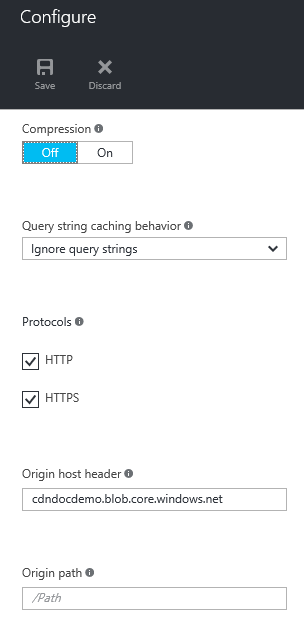 Configure
Save Discard
Compression
Off On
Query string caching behavior
Ignore query strings
Protocols
HTTP
HTTPS
Origin host header
cdndocdemo.blob.core.windows.net
Origin path
/Path